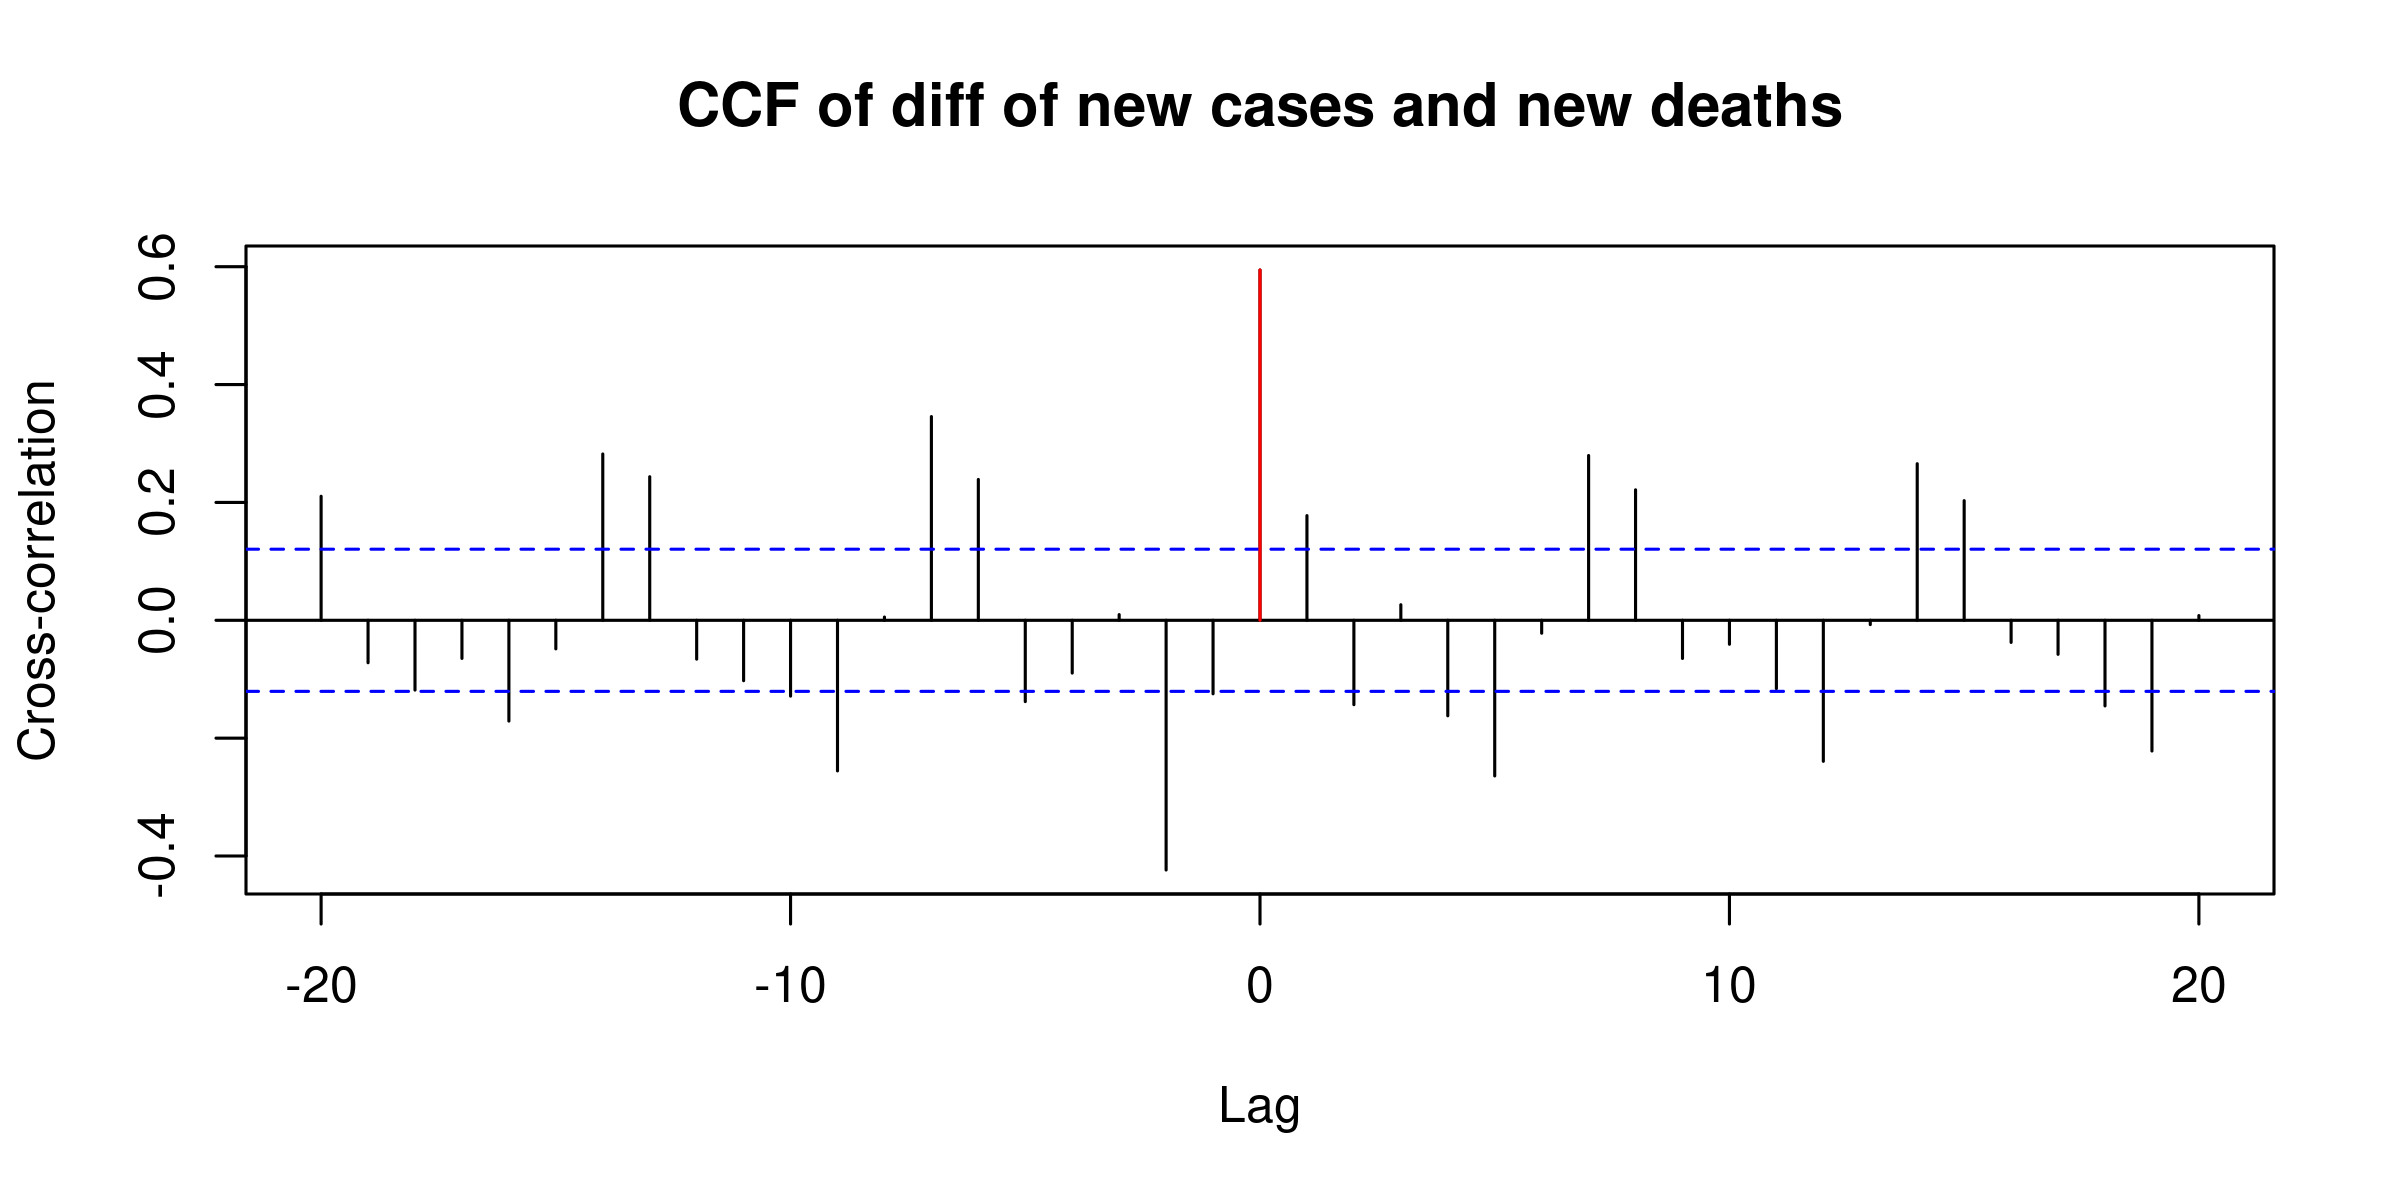 CCF of diff of new cases and new deaths
Cross-correlation
0.6
0.4
0.2
0.0
-0.4
-20 -10 0 10 20
Lag